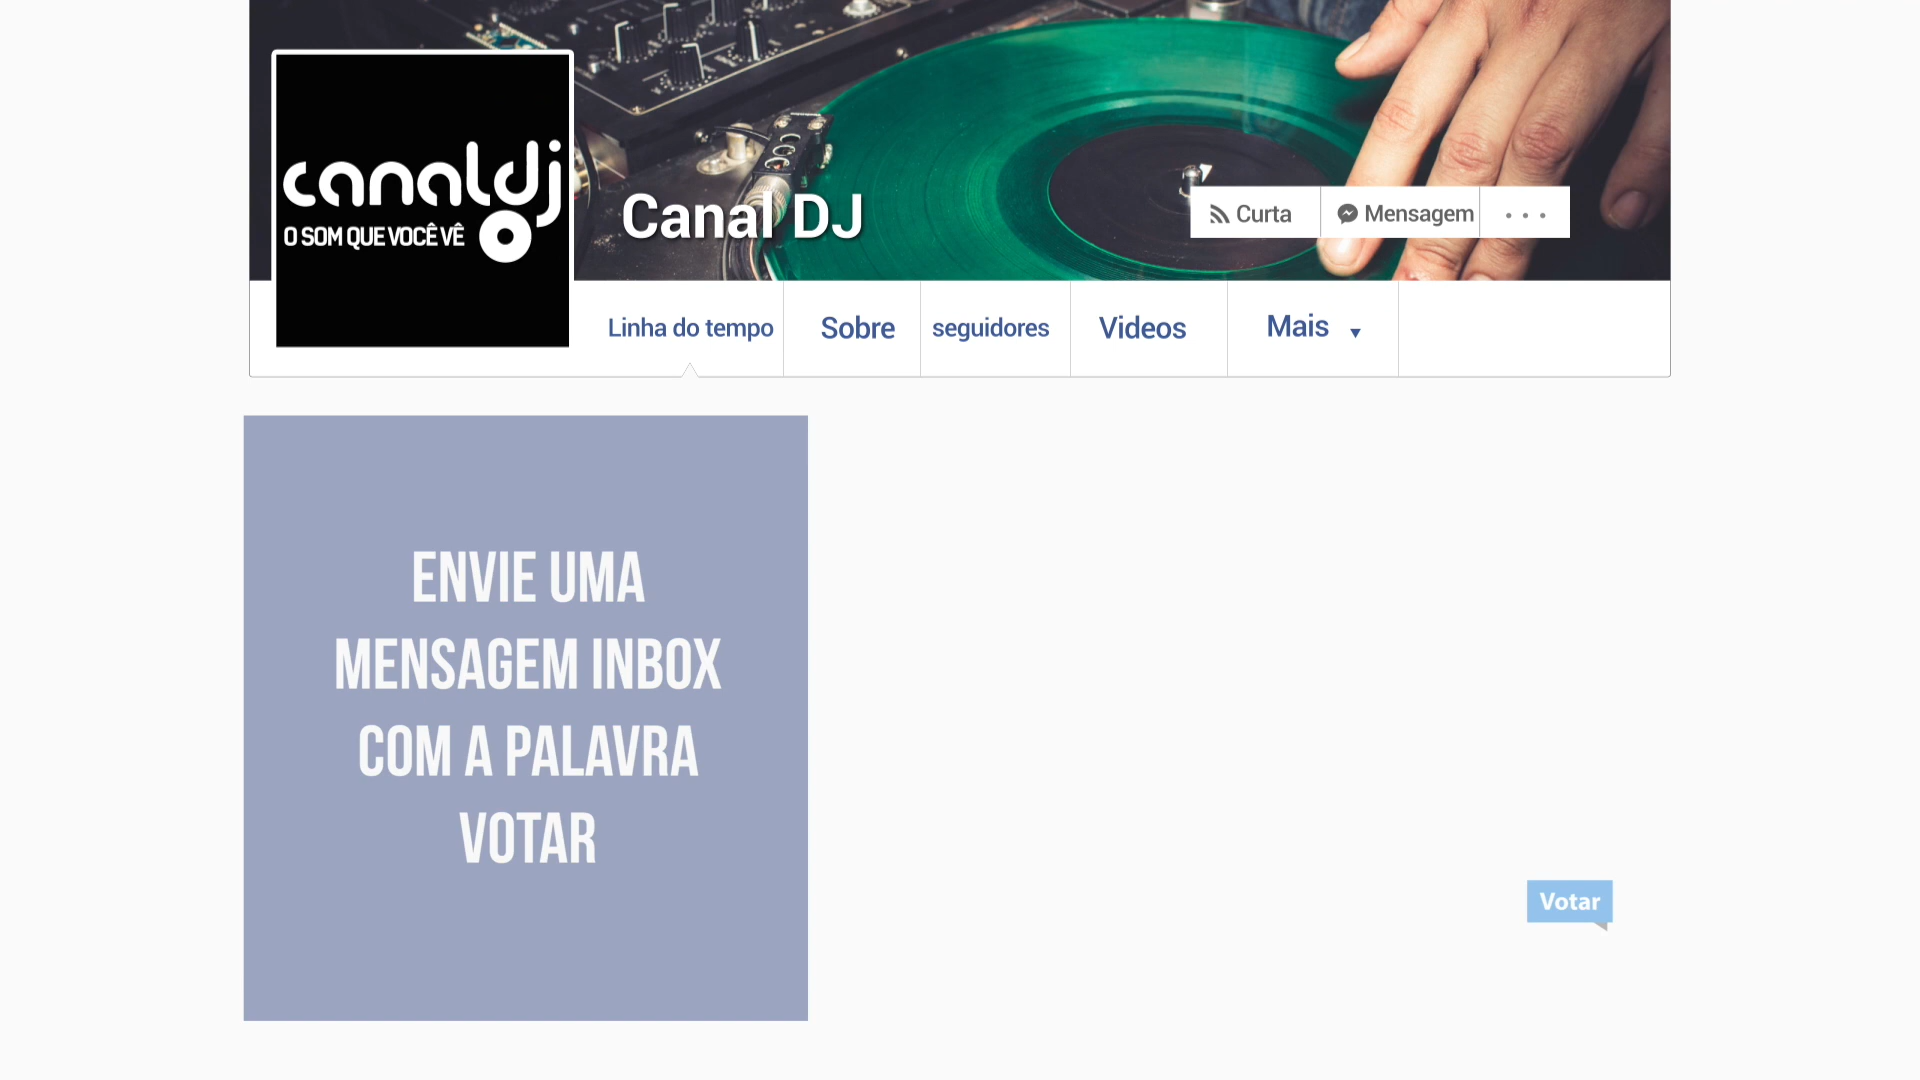 canaldj
O SOM QUE VOCÊ VÊ
Canal DJ
Curta
Mensagem
Linha do tempo
Sobre
seguidores
Videos
Mais
ENVIE UMA
MENSAGEM INBOX
COM A PALAVRA
VOTAR
Votar